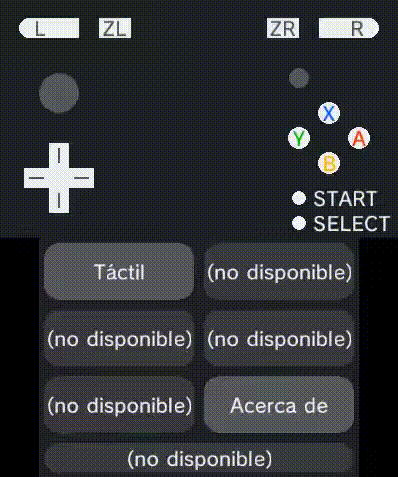 L ZL ZR R
X
Y A
B
START
SELECT
Táctil (no disponible)
(no disponible) (no disponible)
(no disponible) Acerca de
(no disponible)